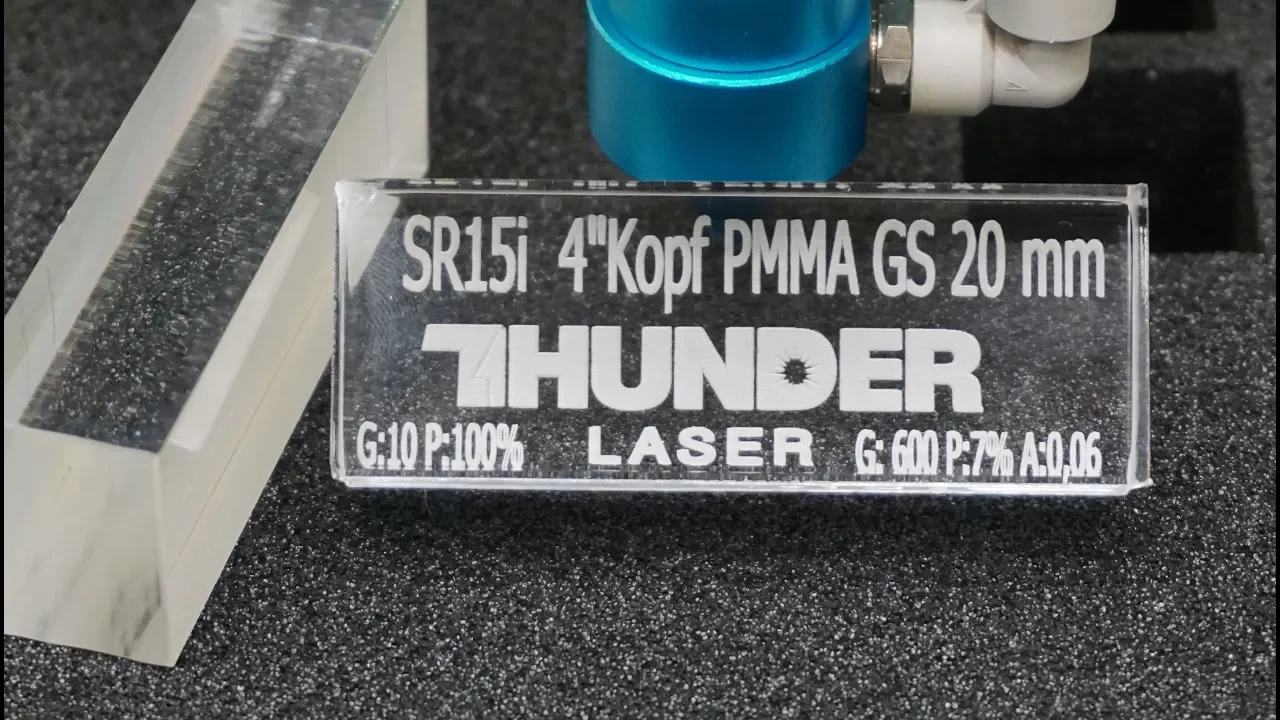 SR15i 4"Kopf PMMA GS 20 mm
THUNDER
LASER
G:10 P:100%
G: 600 P:7% A:0,06